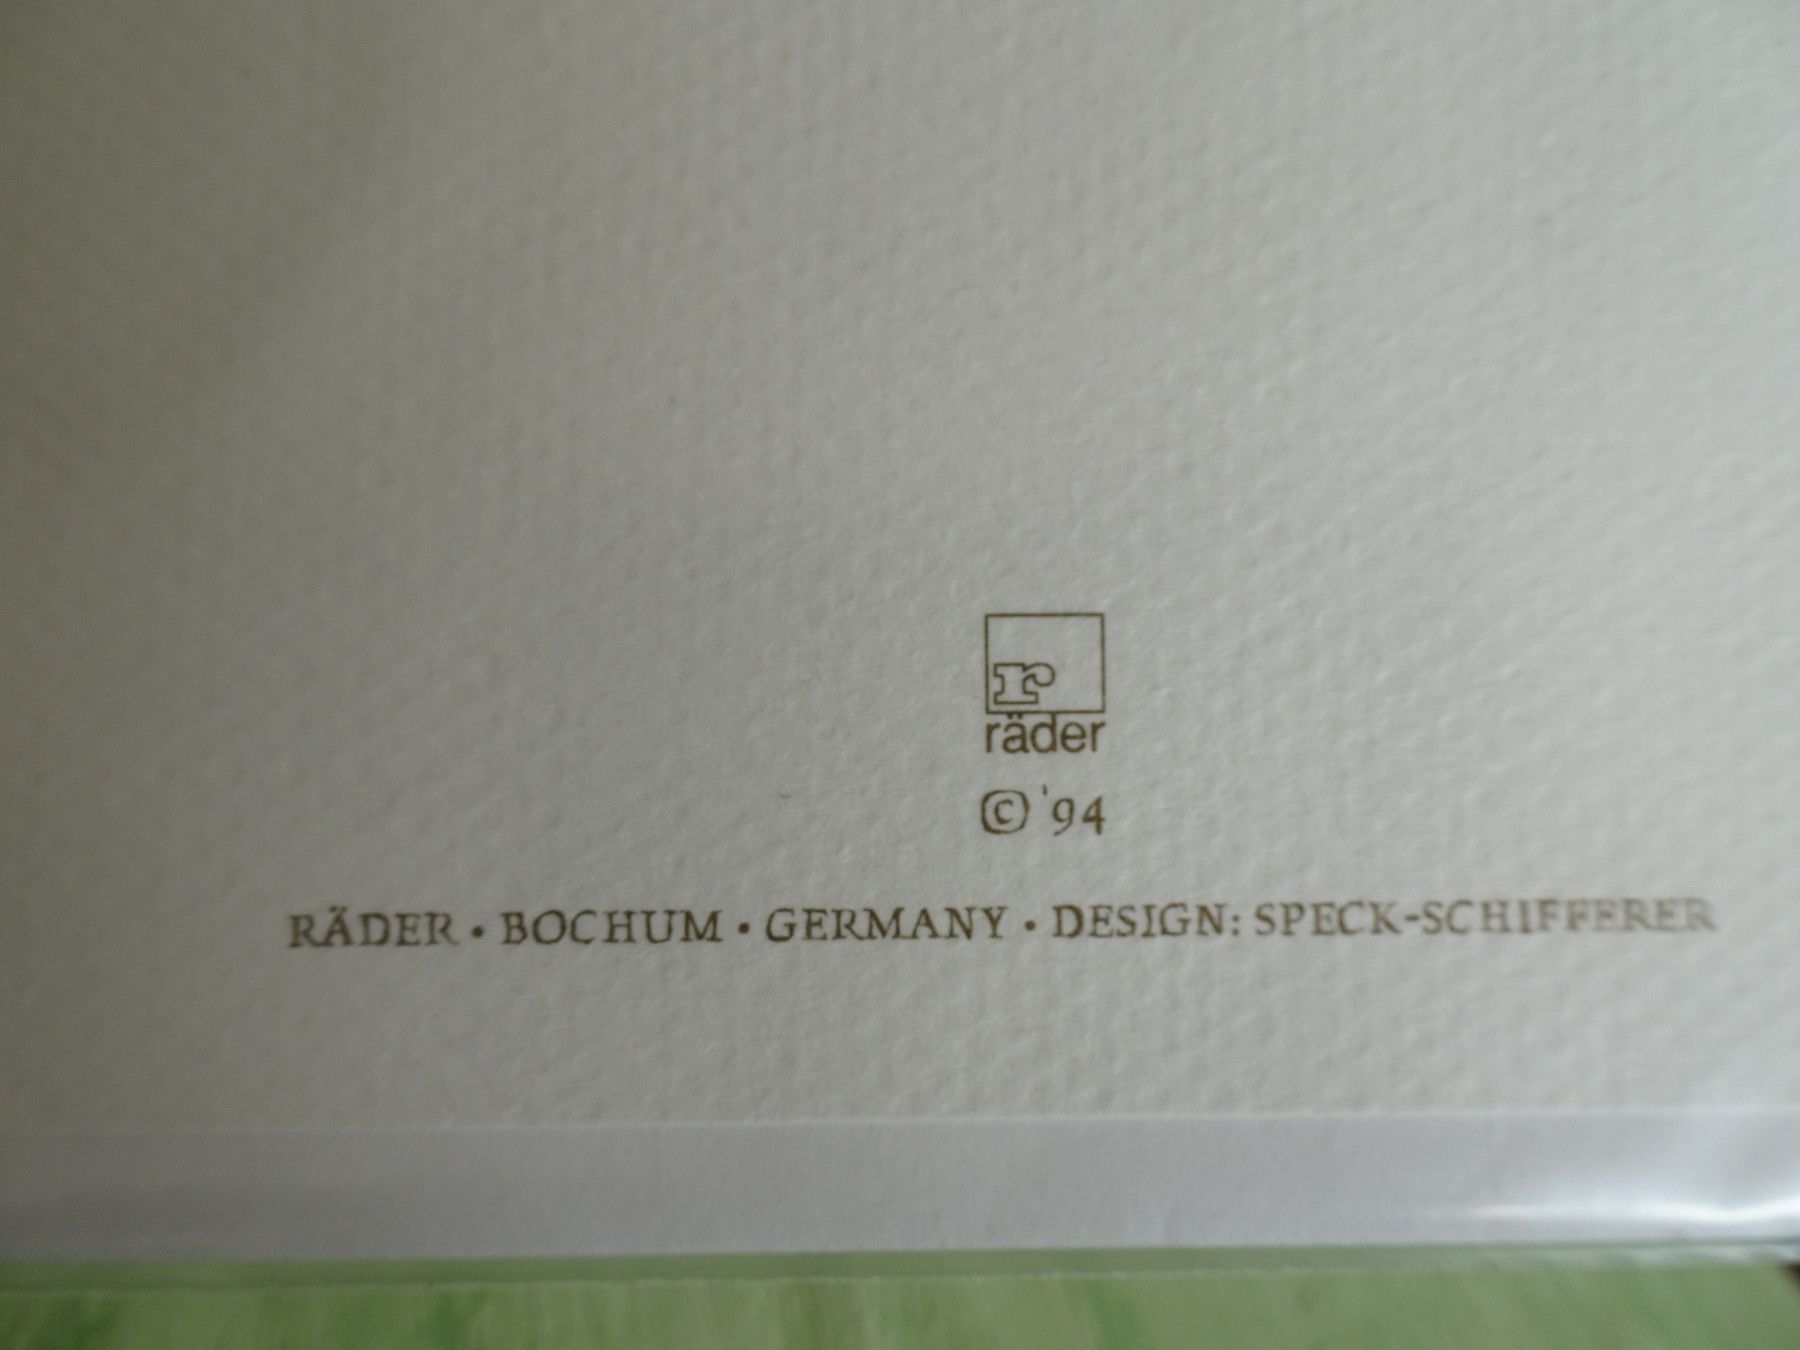 r
räder
© '94
RÄDER • BOCHUM • GERMANY • DESIGN: SPECK-SCHIFFERER